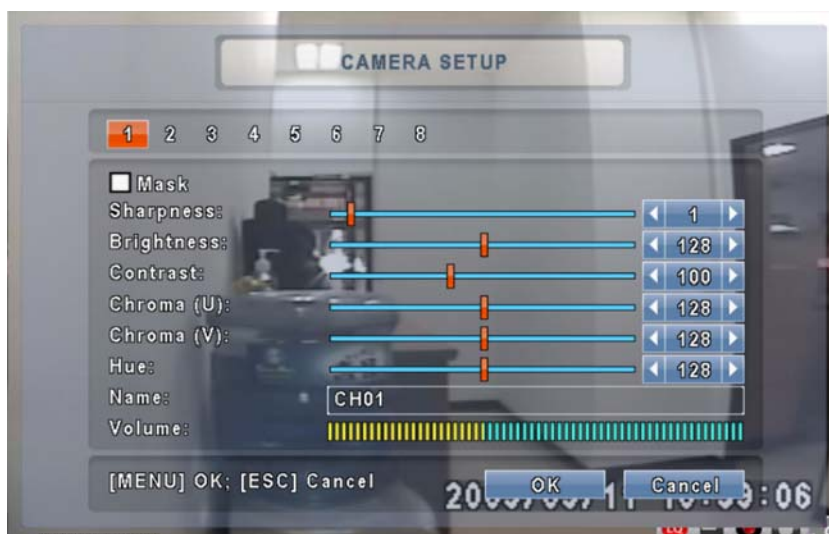 CAMERA SETUP
1 2 3 4 5 6 7 8
Mask
Sharpness: 1
Brightness: 128
Contrast: 100
Chroma (U): 128
Chroma (V): 128
Hue: 128
Name: CH01
Volume:
[MENU] OK; [ESC] Cancel OK Cancel